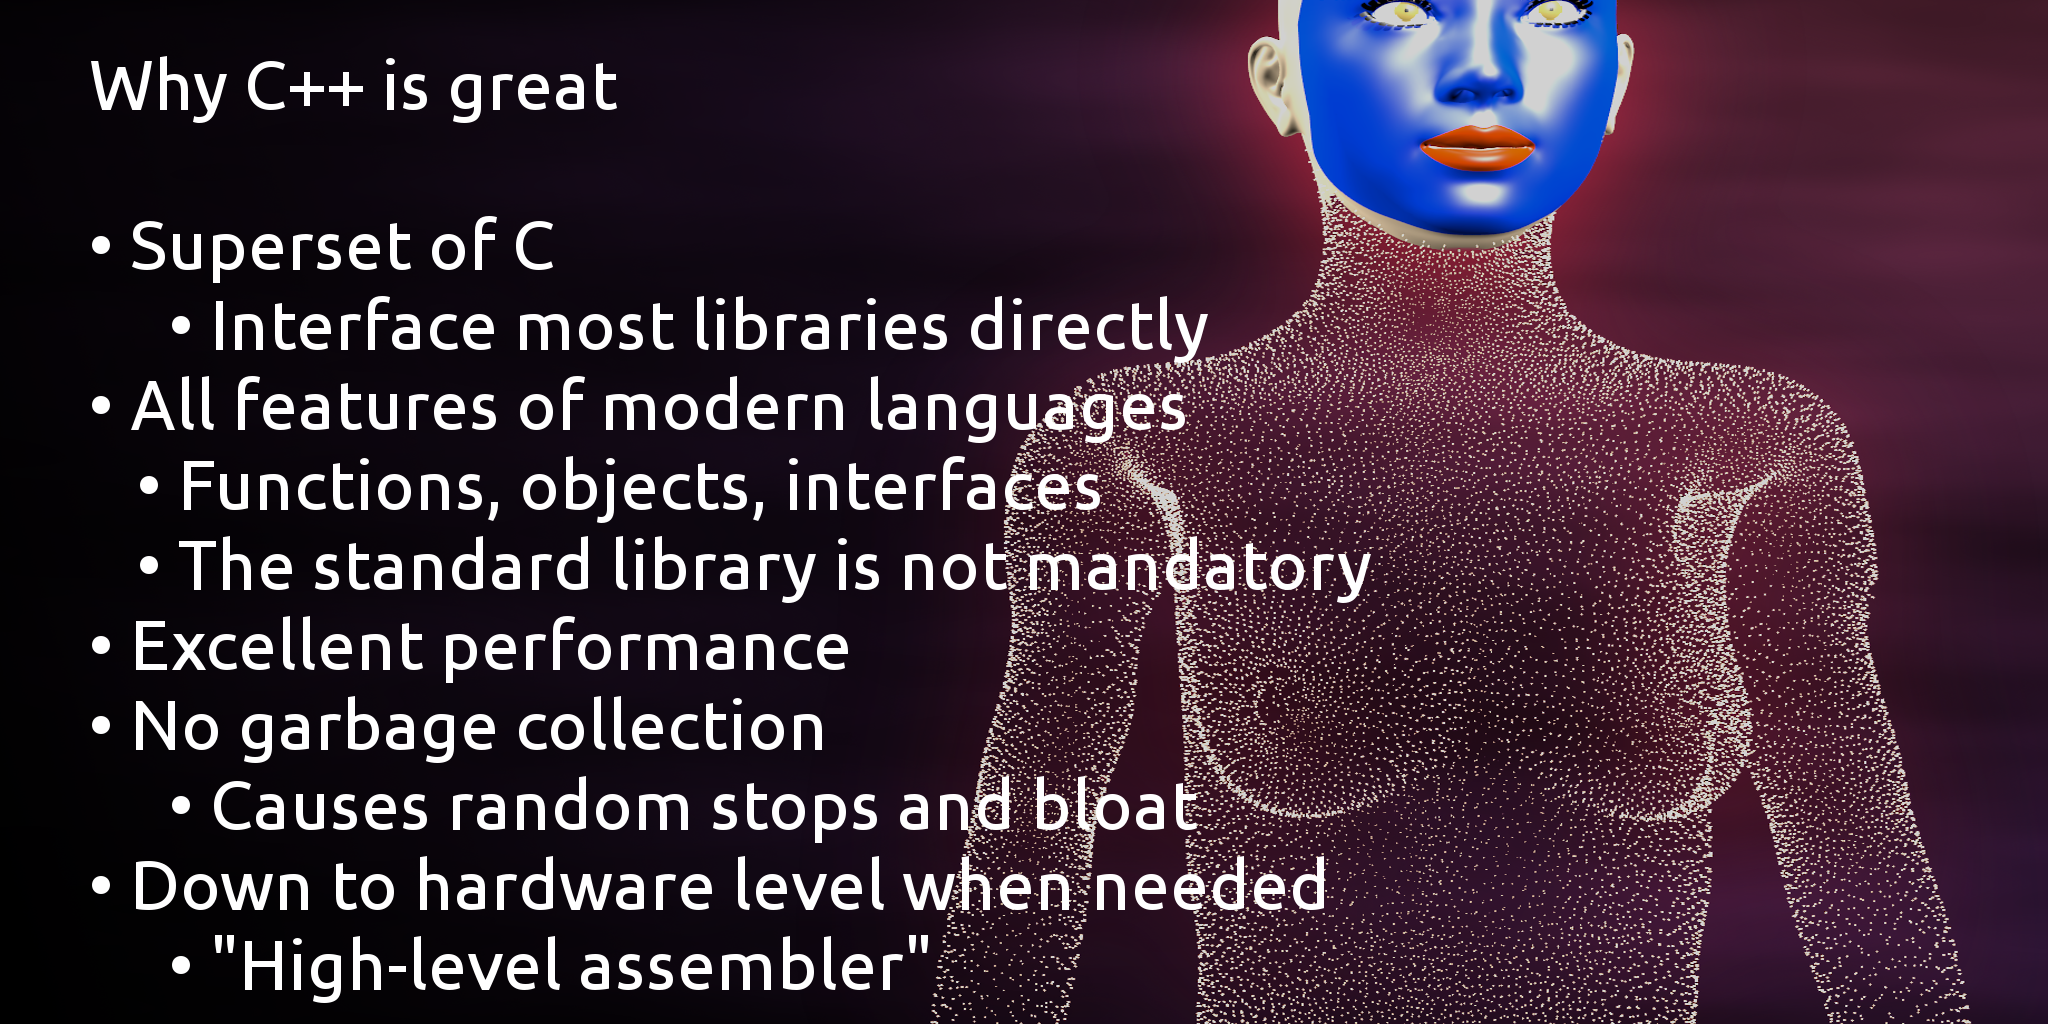 Why C++ is great
• Superset of C
• Interface most libraries directly
• All features of modern languages
• Functions, objects, interfaces
• The standard library is not mandatory
• Excellent performance
• No garbage collection
• Causes random stops and bloat
• Down to hardware level when needed
• "High-level assembler"